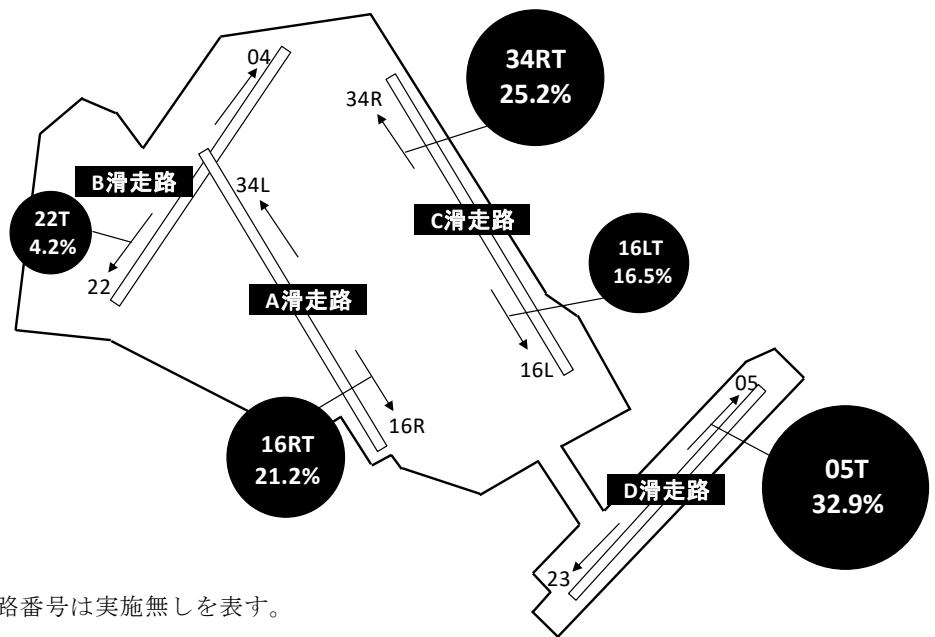 04
34RT
25.2%
34R
B滑走路
34L
22T
4.2%
C滑走路
16LT
16.5%
22
A滑走路
16L
05
16R
16RT
21.2%
05T
32.9%
D滑走路
23
路番号は実施無しを表す。